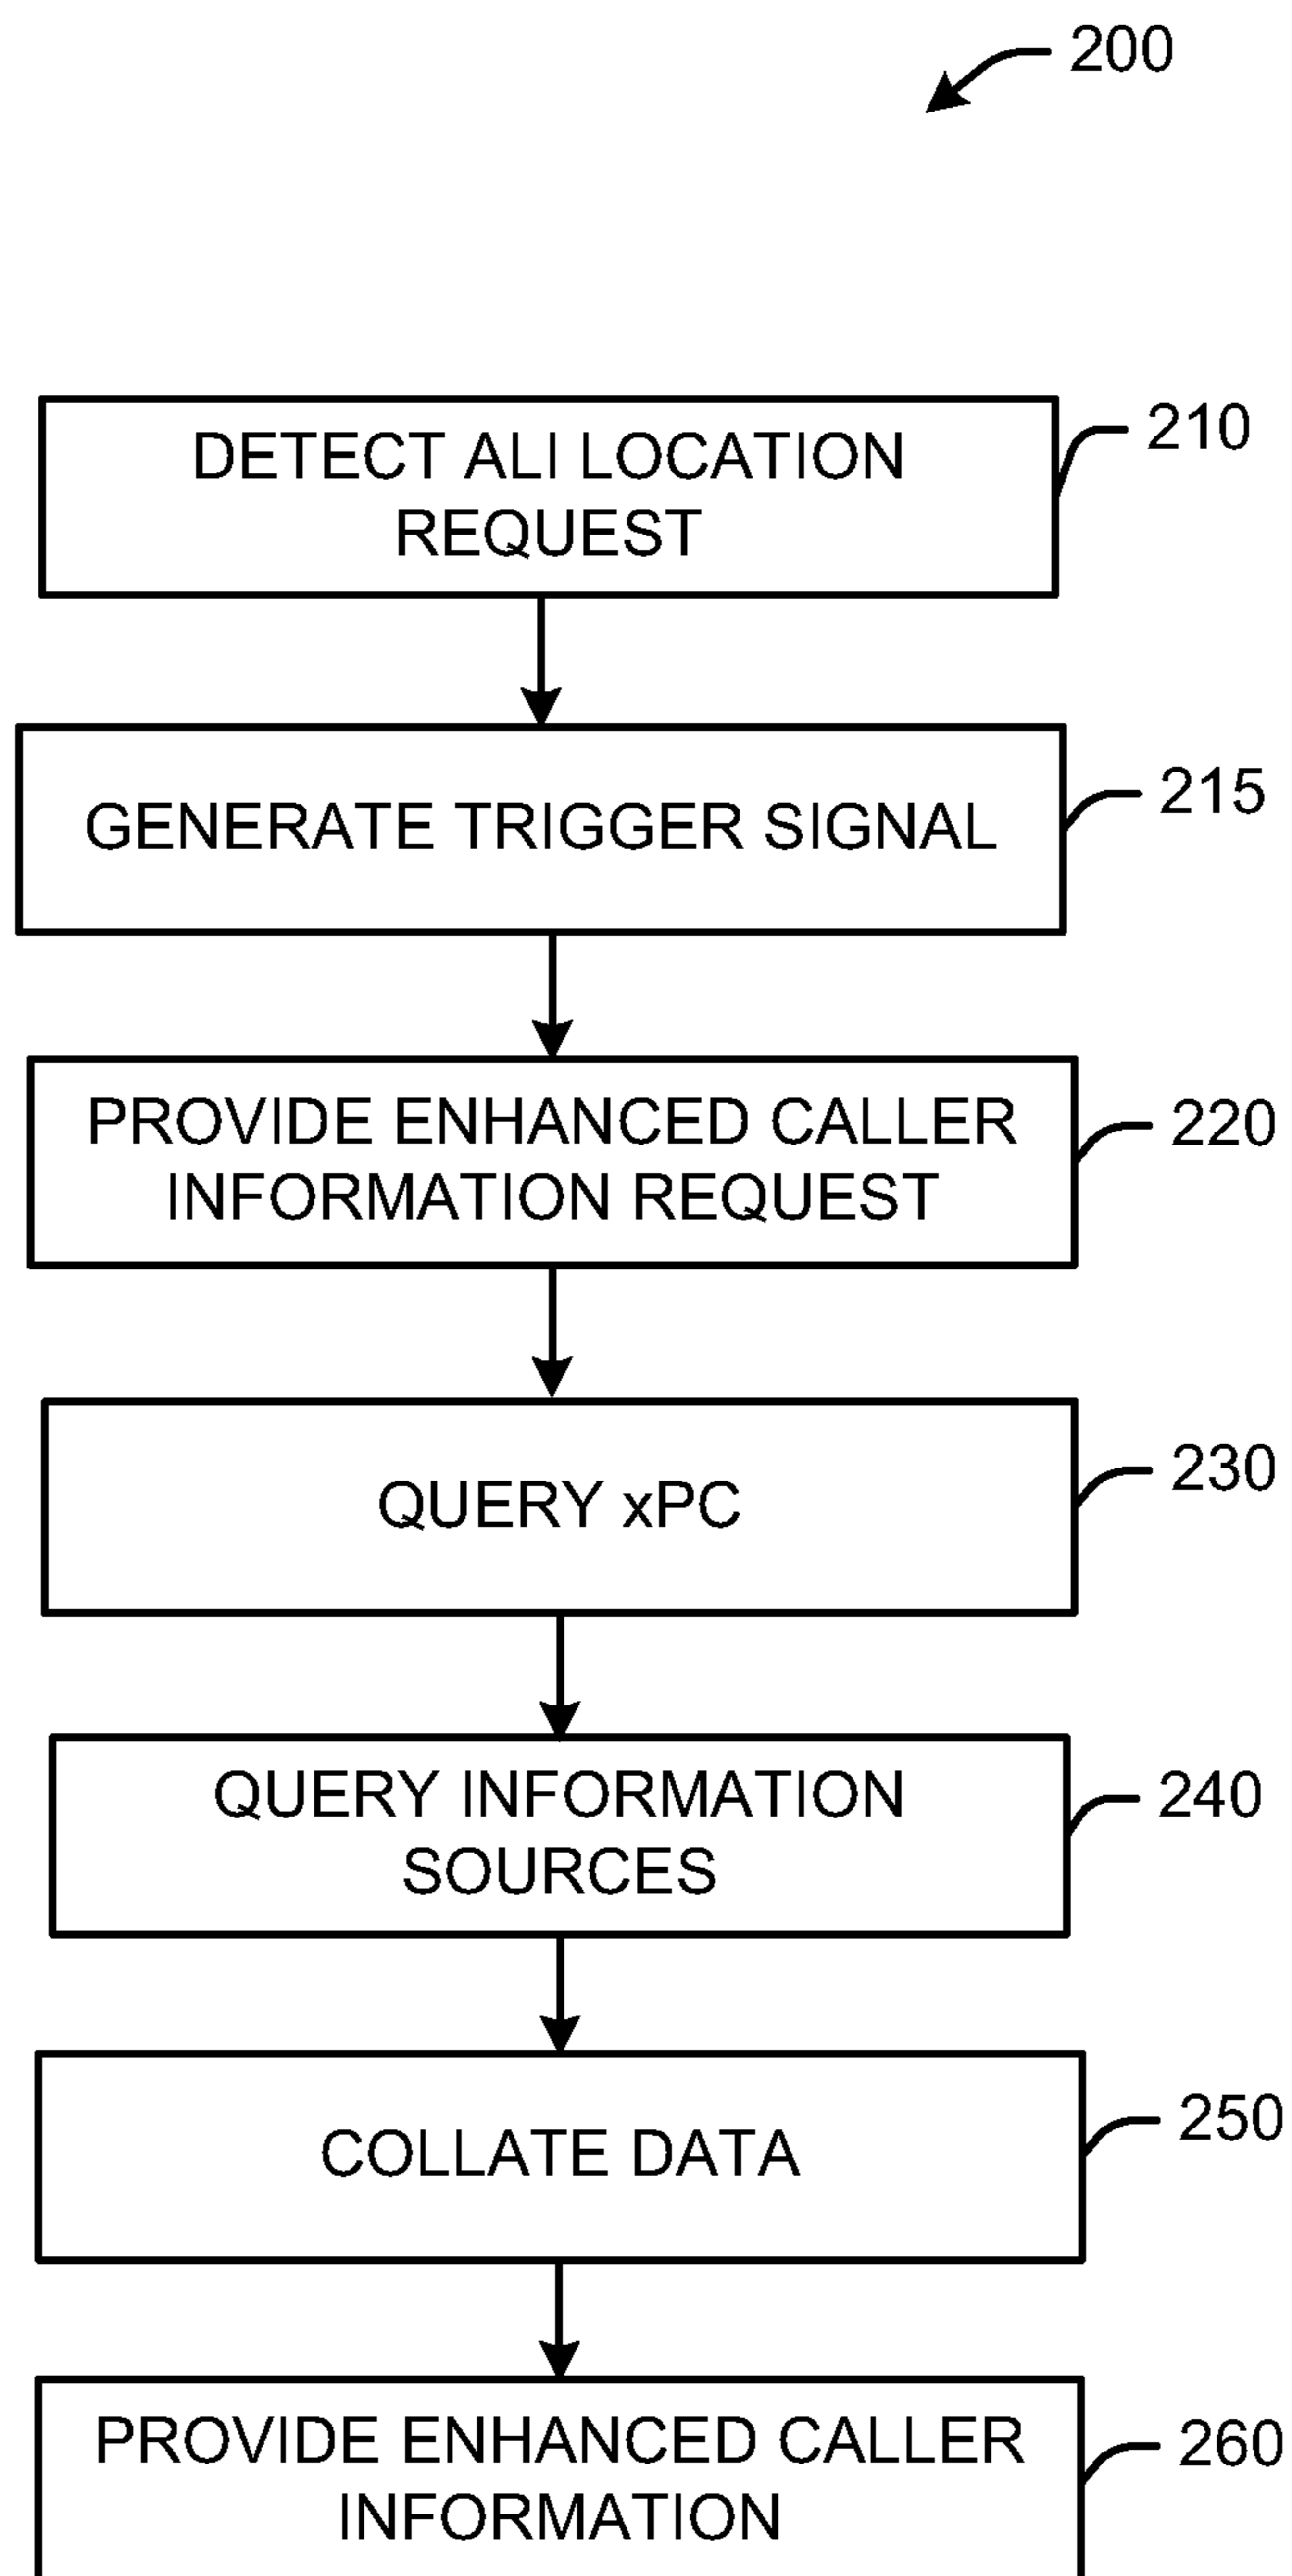 200
DETECT ALI LOCATION
REQUEST
210
GENERATE TRIGGER SIGNAL
215
PROVIDE ENHANCED CALLER
INFORMATION REQUEST
220
QUERY xPC
230
QUERY INFORMATION
SOURCES
240
COLLATE DATA
250
PROVIDE ENHANCED CALLER
INFORMATION
260